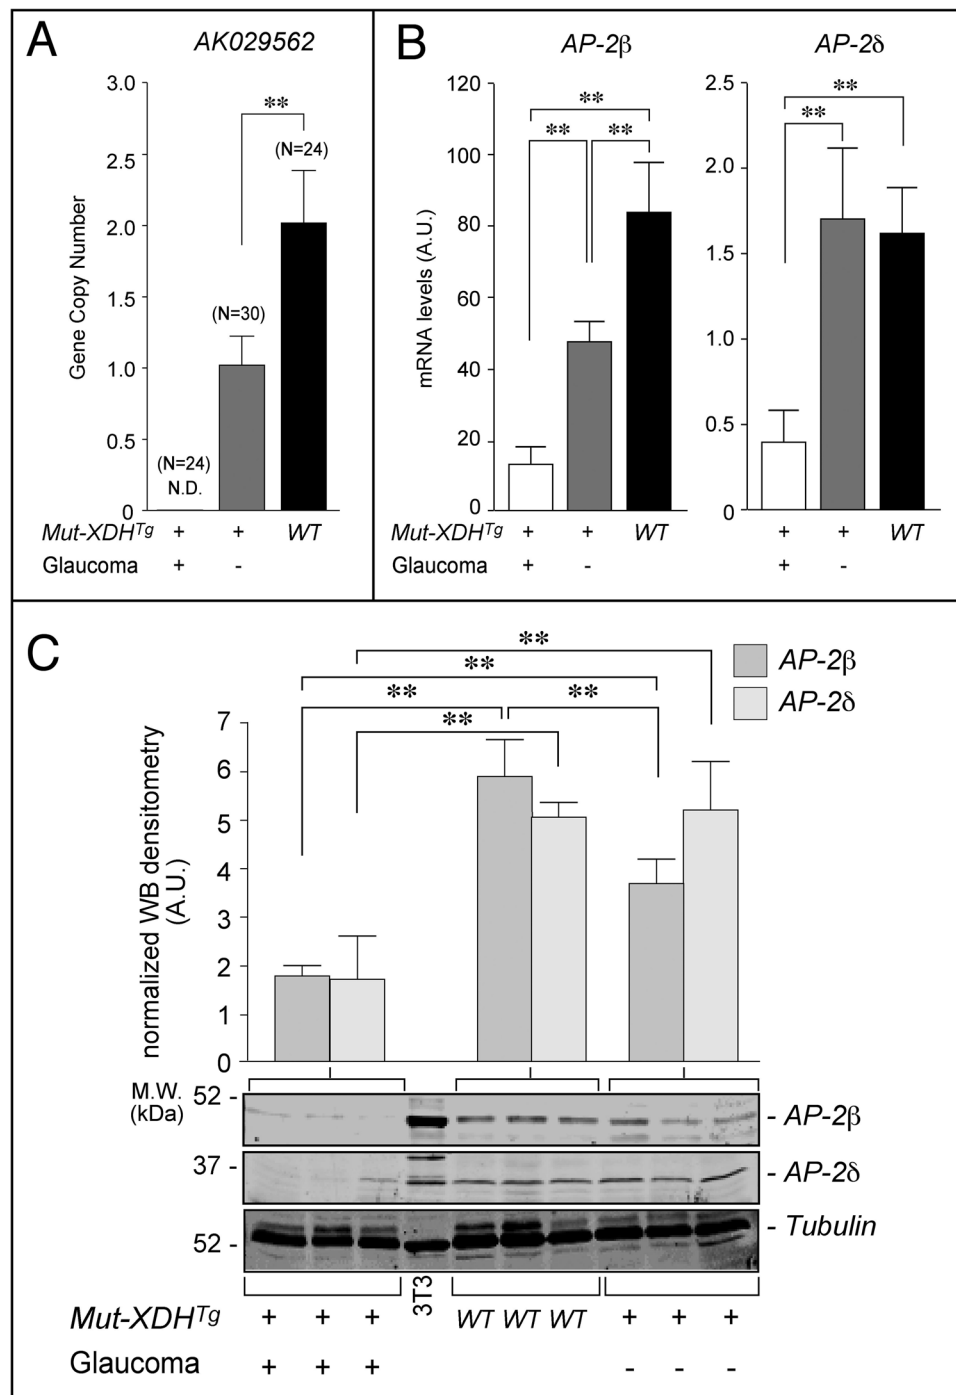 A
AK029562
3.0
2.5
2.0
1.5
1.0
0.5
0
Gene Copy Number
**
(N=24)
(N=30)
(N=24)
N.D.
Mut-XDHTg + + WT
Glaucoma + -
B
AP-2β
120
100
80
60
40
20
0
mRNA levels (A.U.)
**
** **
AP-2δ
2.5
2.0
1.5
1.0
0.5
0
**
**
Mut-XDHTg + + WT + + WT
Glaucoma + - + -
C
AP-2β
AP-2δ
**
**
** **
**
7
6
5
4
3
2
1
0
normalized WB densitometry
(A.U.)
M.W.
(kDa)
52 -
- AP-2β
37 -
- AP-2δ
- Tubulin
52 -
3T3
Mut-XDHTg + + + WT WT WT + + +
Glaucoma + + + - - -